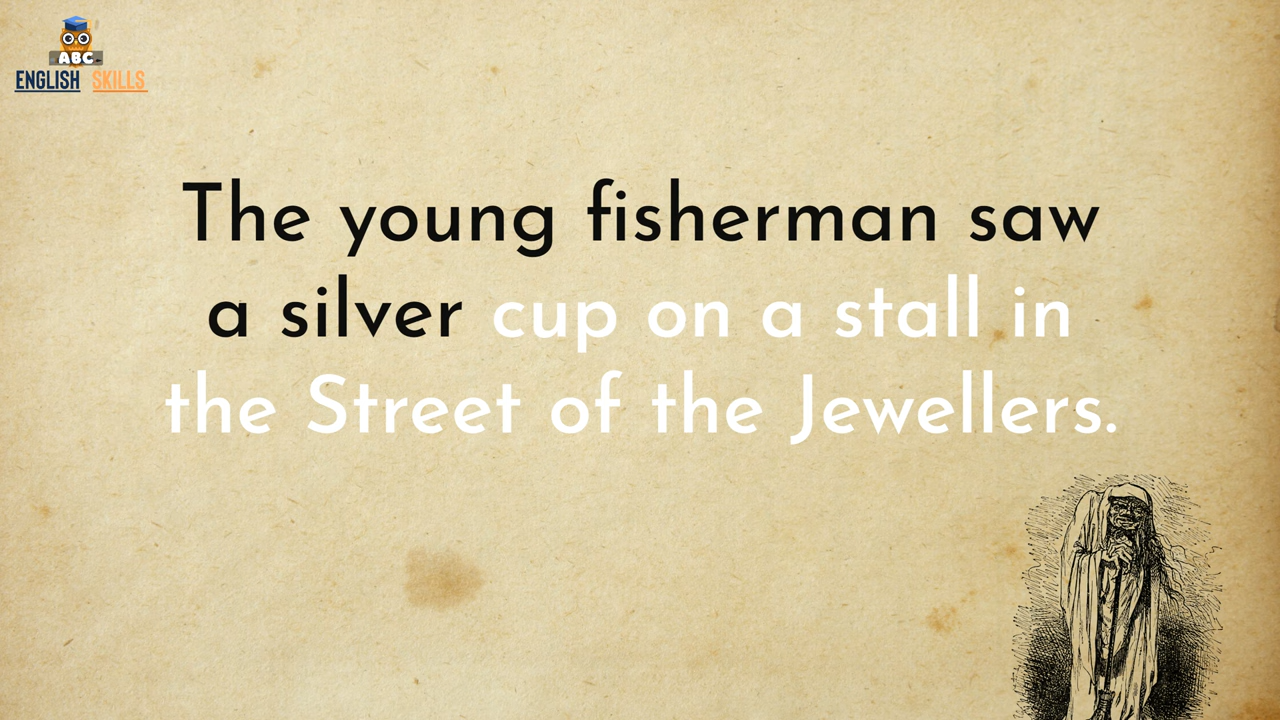 ABC
ENGLISH SKILLS
The young fisherman saw
a silver cup on a stall in
the Street of the Jewellers.